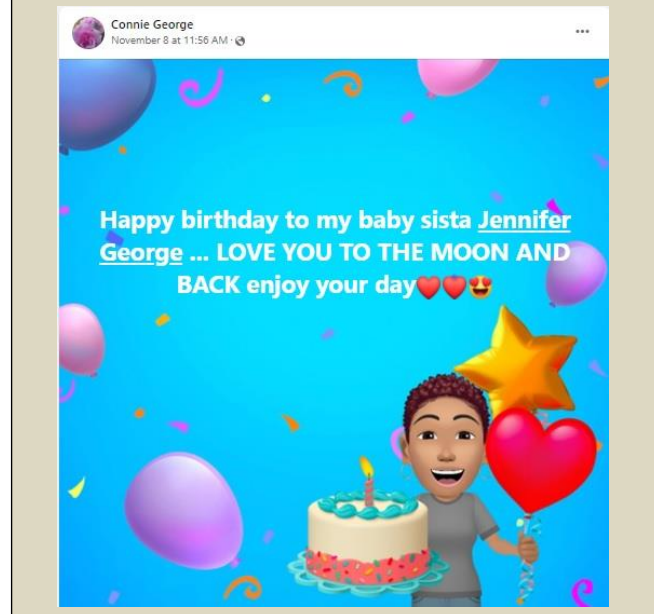 Connie George
November 8 at 11:56 AM ·
Happy birthday to my baby sista Jennifer
George ... LOVE YOU TO THE MOON AND
BACK enjoy your day❤️❤️😍